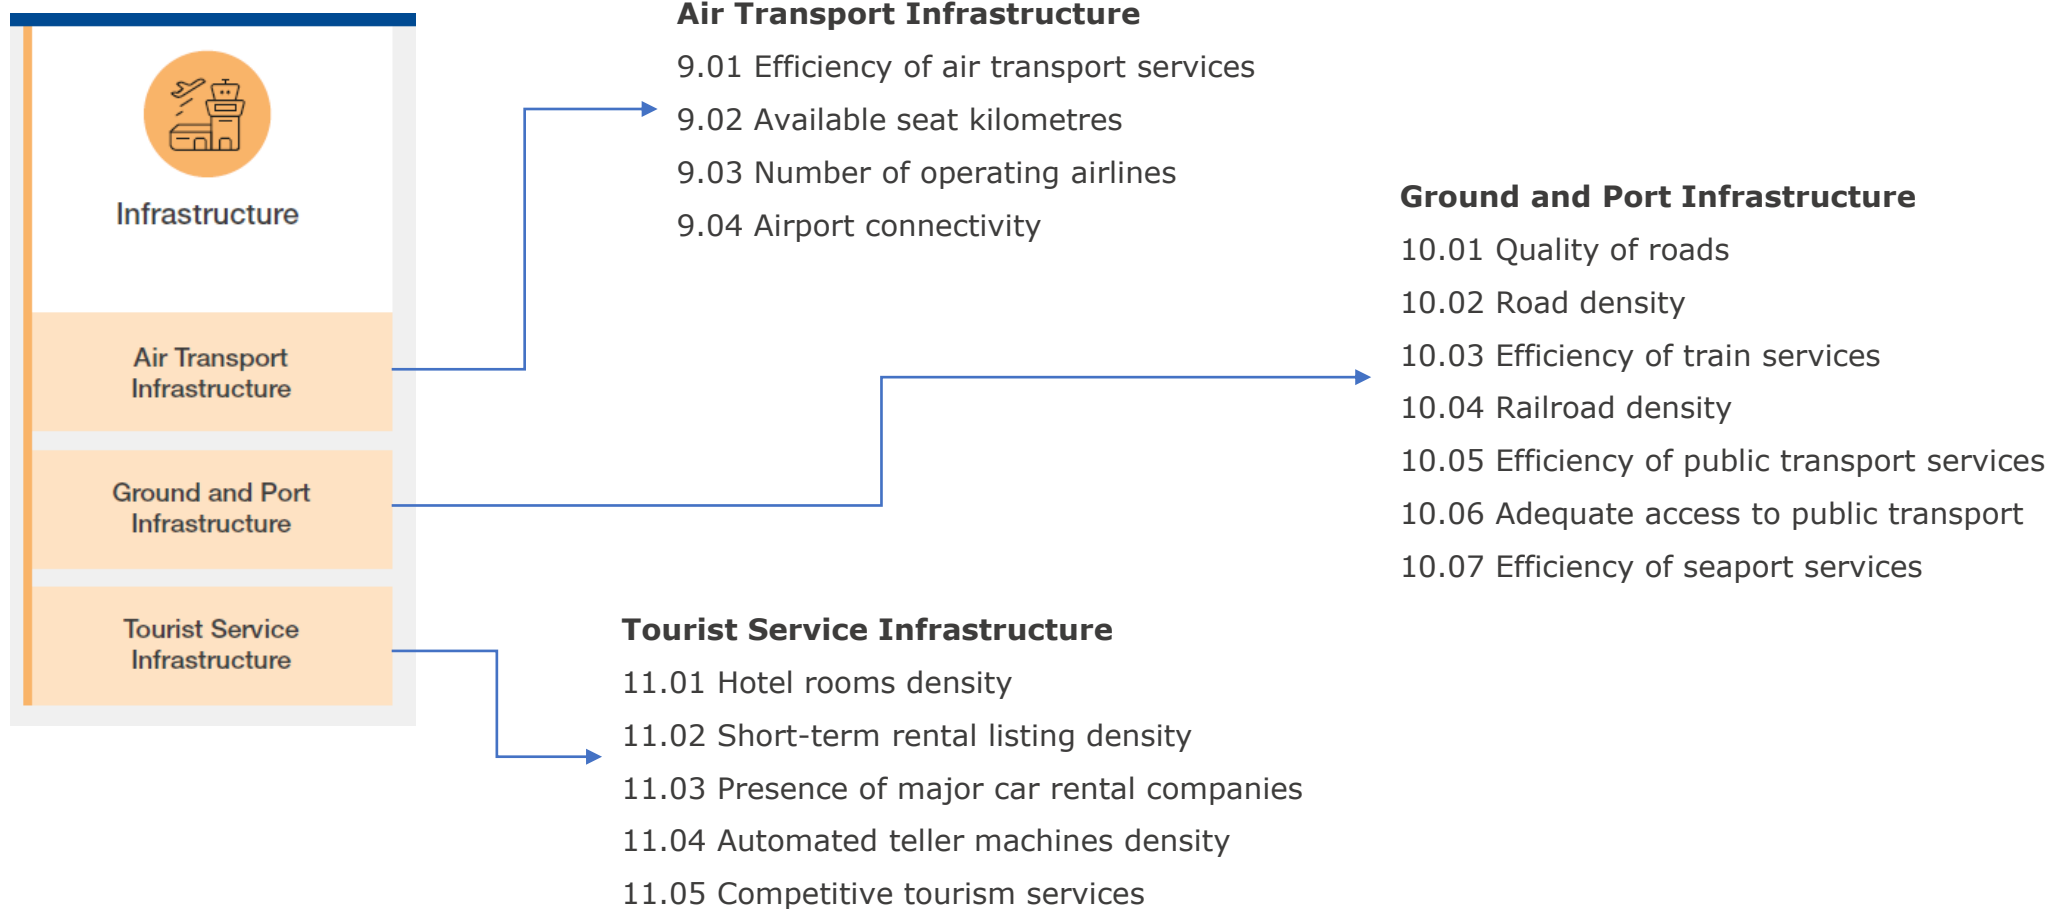 Infrastructure
Air Transport
Infrastructure
Ground and Port
Infrastructure
Tourist Service
Infrastructure
Air Transport Infrastructure
9.01 Efficiency of air transport services
9.02 Available seat kilometres
9.03 Number of operating airlines
9.04 Airport connectivity
Ground and Port Infrastructure
10.01 Quality of roads
10.02 Road density
10.03 Efficiency of train services
10.04 Railroad density
10.05 Efficiency of public transport services
10.06 Adequate access to public transport
10.07 Efficiency of seaport services
Tourist Service Infrastructure
11.01 Hotel rooms density
11.02 Short-term rental listing density
11.03 Presence of major car rental companies
11.04 Automated teller machines density
11.05 Competitive tourism services